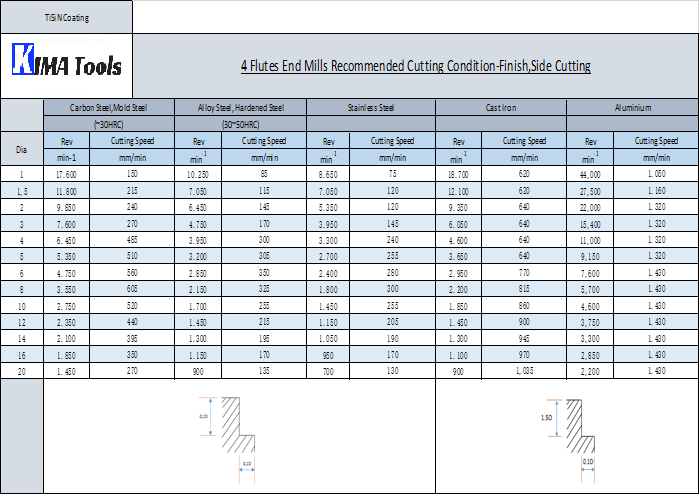 TiSiN Coating
KIMA Tools
4 Flutes End Mills Recommended Cutting Condition-Finish,Side Cutting
Carbon Steel,Mold Steel Alloy Steel, Hardened Steel Stainless Steel Cast Iron Aluminium
(~30HRC) (30~50HRC)
Dia Rev Cutting Speed Rev Cutting Speed Rev Cutting Speed Rev Cutting Speed Rev Cutting Speed
min-1 mm/min min-1 mm/min min-1 mm/min min-1 mm/min min-1 mm/min
1 17.600 150 10.250 85 8.650 75 18.700 620 44,000 1.050
1,5 11.800 215 7.050 115 7.050 120 12.100 620 27,500 1.160
2 9.850 240 6.450 145 5.350 120 9.350 640 22,000 1.320
3 7.600 270 4.750 170 3.950 145 6.050 640 15,400 1.320
4 6.450 485 3.950 300 3.300 240 4.600 640 11,000 1.320
5 5.350 510 3.200 305 2.700 255 3.650 640 9,150 1.320
6 4.750 560 2.850 350 2.400 280 2.950 770 7,600 1.430
8 3.550 605 2.150 325 1.800 300 2.200 815 5,700 1.430
10 2.750 520 1.700 255 1.450 255 1.850 860 4,600 1.430
12 2.350 440 1.450 215 1.150 205 1.450 900 3,750 1.430
14 2.100 395 1.300 195 1.050 190 1.300 945 3,300 1.430
16 1.850 350 1.150 170 950 170 1.100 970 2,850 1.430
20 1.450 270 900 135 700 130 900 1,035 2,200 1.430
0,1D
0,1D
1.5D
0.1D